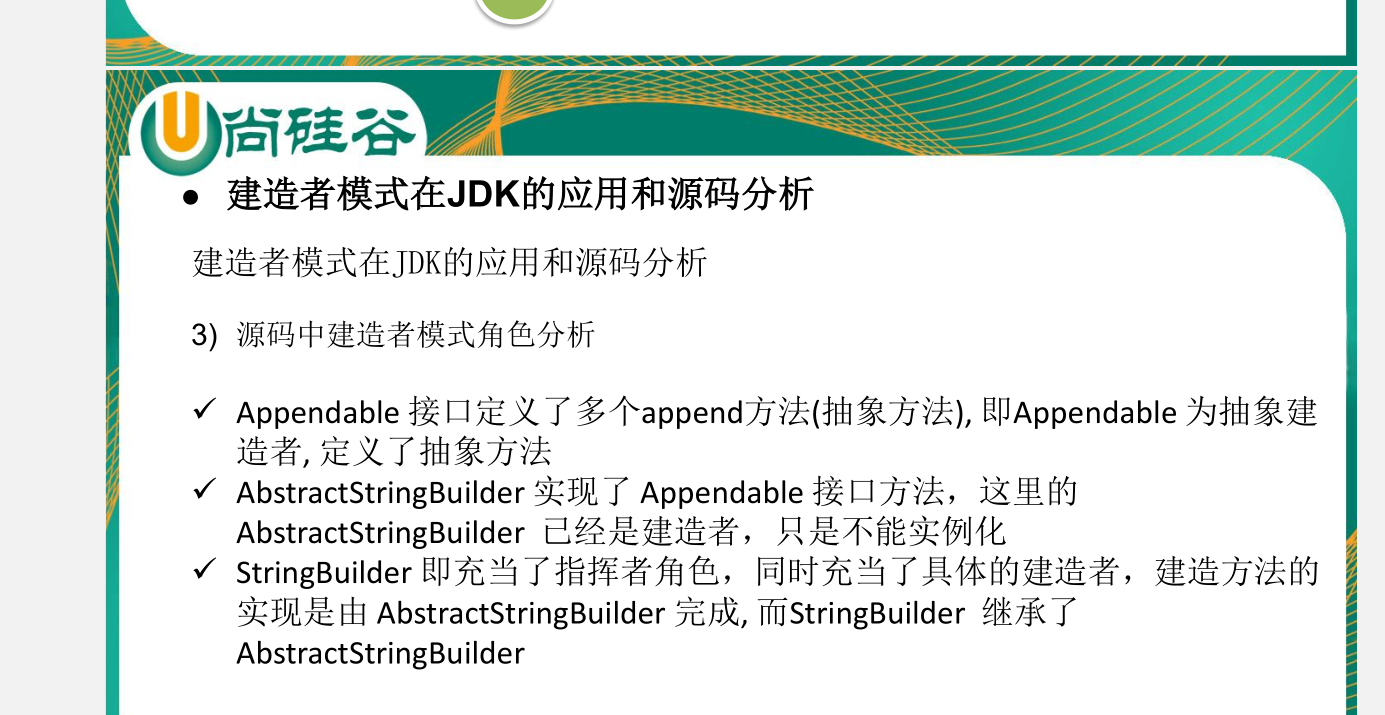 尚硅谷
● 建造者模式在JDK的应用和源码分析
建造者模式在JDK的应用和源码分析
3) 源码中建造者模式角色分析
✓ Appendable 接口定义了多个append方法(抽象方法), 即Appendable 为抽象建
造者, 定义了抽象方法
✓ AbstractStringBuilder 实现了 Appendable 接口方法，这里的
AbstractStringBuilder 已经是建造者，只是不能实例化
✓ StringBuilder 即充当了指挥者角色，同时充当了具体的建造者，建造方法的
实现是由 AbstractStringBuilder 完成, 而StringBuilder 继承了
AbstractStringBuilder